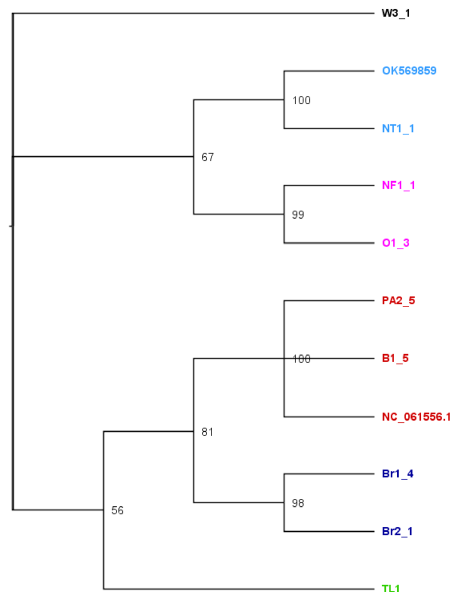 W3_1
OK569859
100
NT1_1
67
NF1_1
99
O1_3
PA2_5
100
B1_5
NC_061556.1
81
Br1_4
98
56
Br2_1
TL1